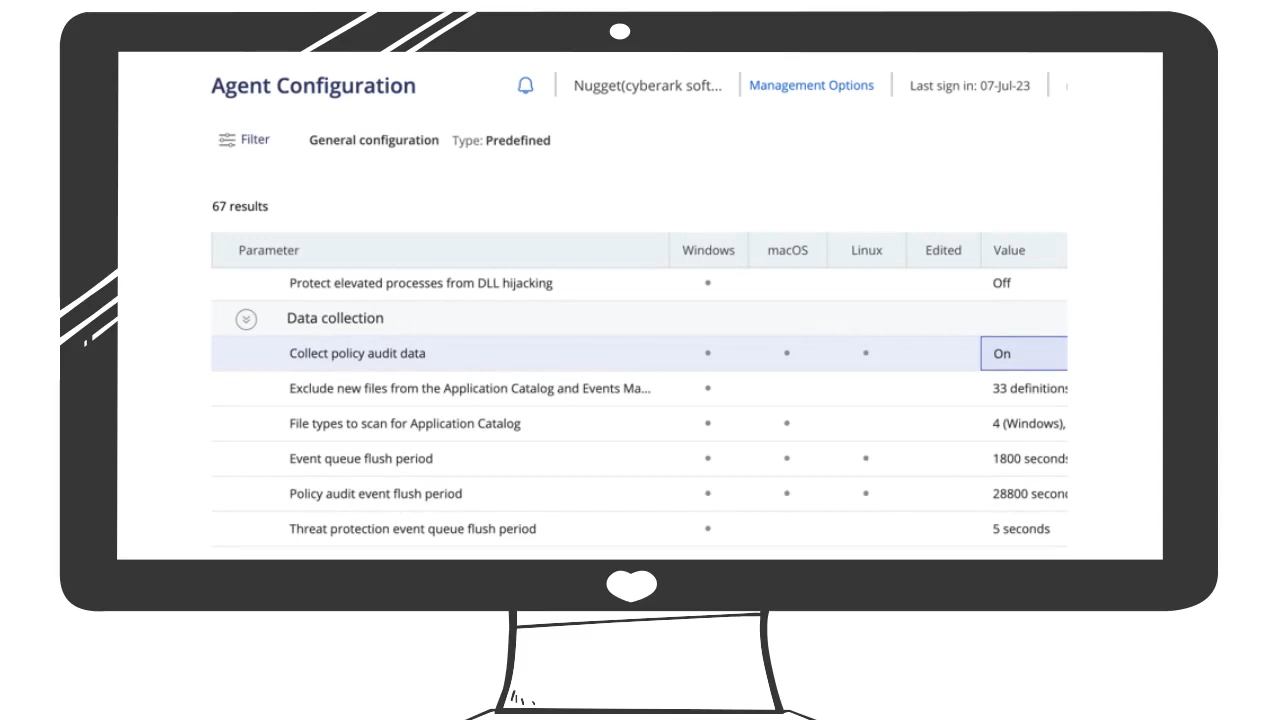 Agent Configuration
Nugget(cyberark soft...
Management Options
Last sign in: 07-Jul-23
Filter
General configuration Type: Predefined
67 results
Parameter Windows macOS Linux Edited Value
Protect elevated processes from DLL hijacking Off
Data collection
Collect policy audit data On
Exclude new files from the Application Catalog and Events Ma... 33 definitions
File types to scan for Application Catalog 4 (Windows),
Event queue flush period 1800 seconds
Policy audit event flush period 28800 secon
Threat protection event queue flush period 5 seconds